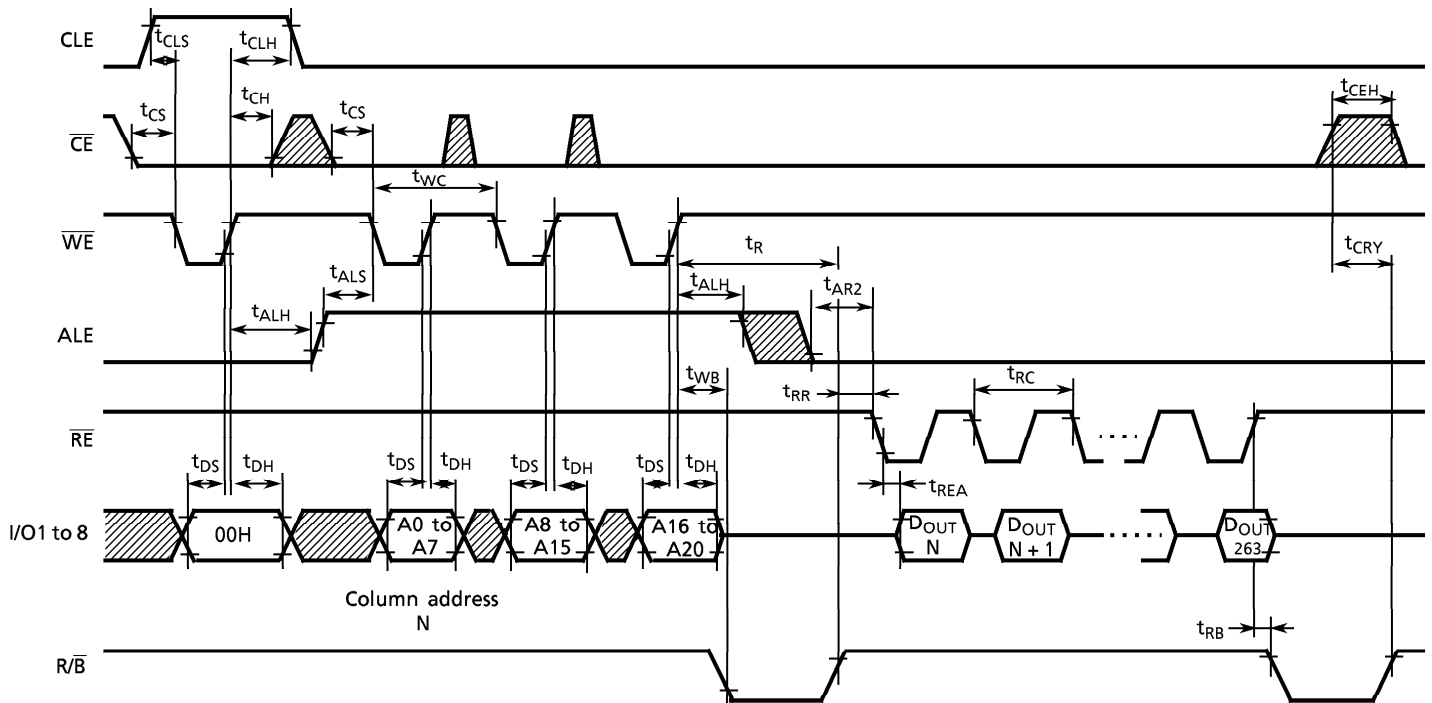 CLE
tCLS
tCLH
tCS
tCH
tCS
tCEH
CE
tWC
WE
tR
tCRY
tALS
tALH
tALH
tAR2
ALE
tWB
tRR
tRC
RE
tDS
tDH
tDS
tDH
tDS
tDH
tDS
tDH
tREA
I/O1 to 8
00H
A0 to
A7
A8 to
A15
A16 to
A20
DOUT
N
DOUT
N + 1
DOUT
263
Column address
N
tRB
R/B